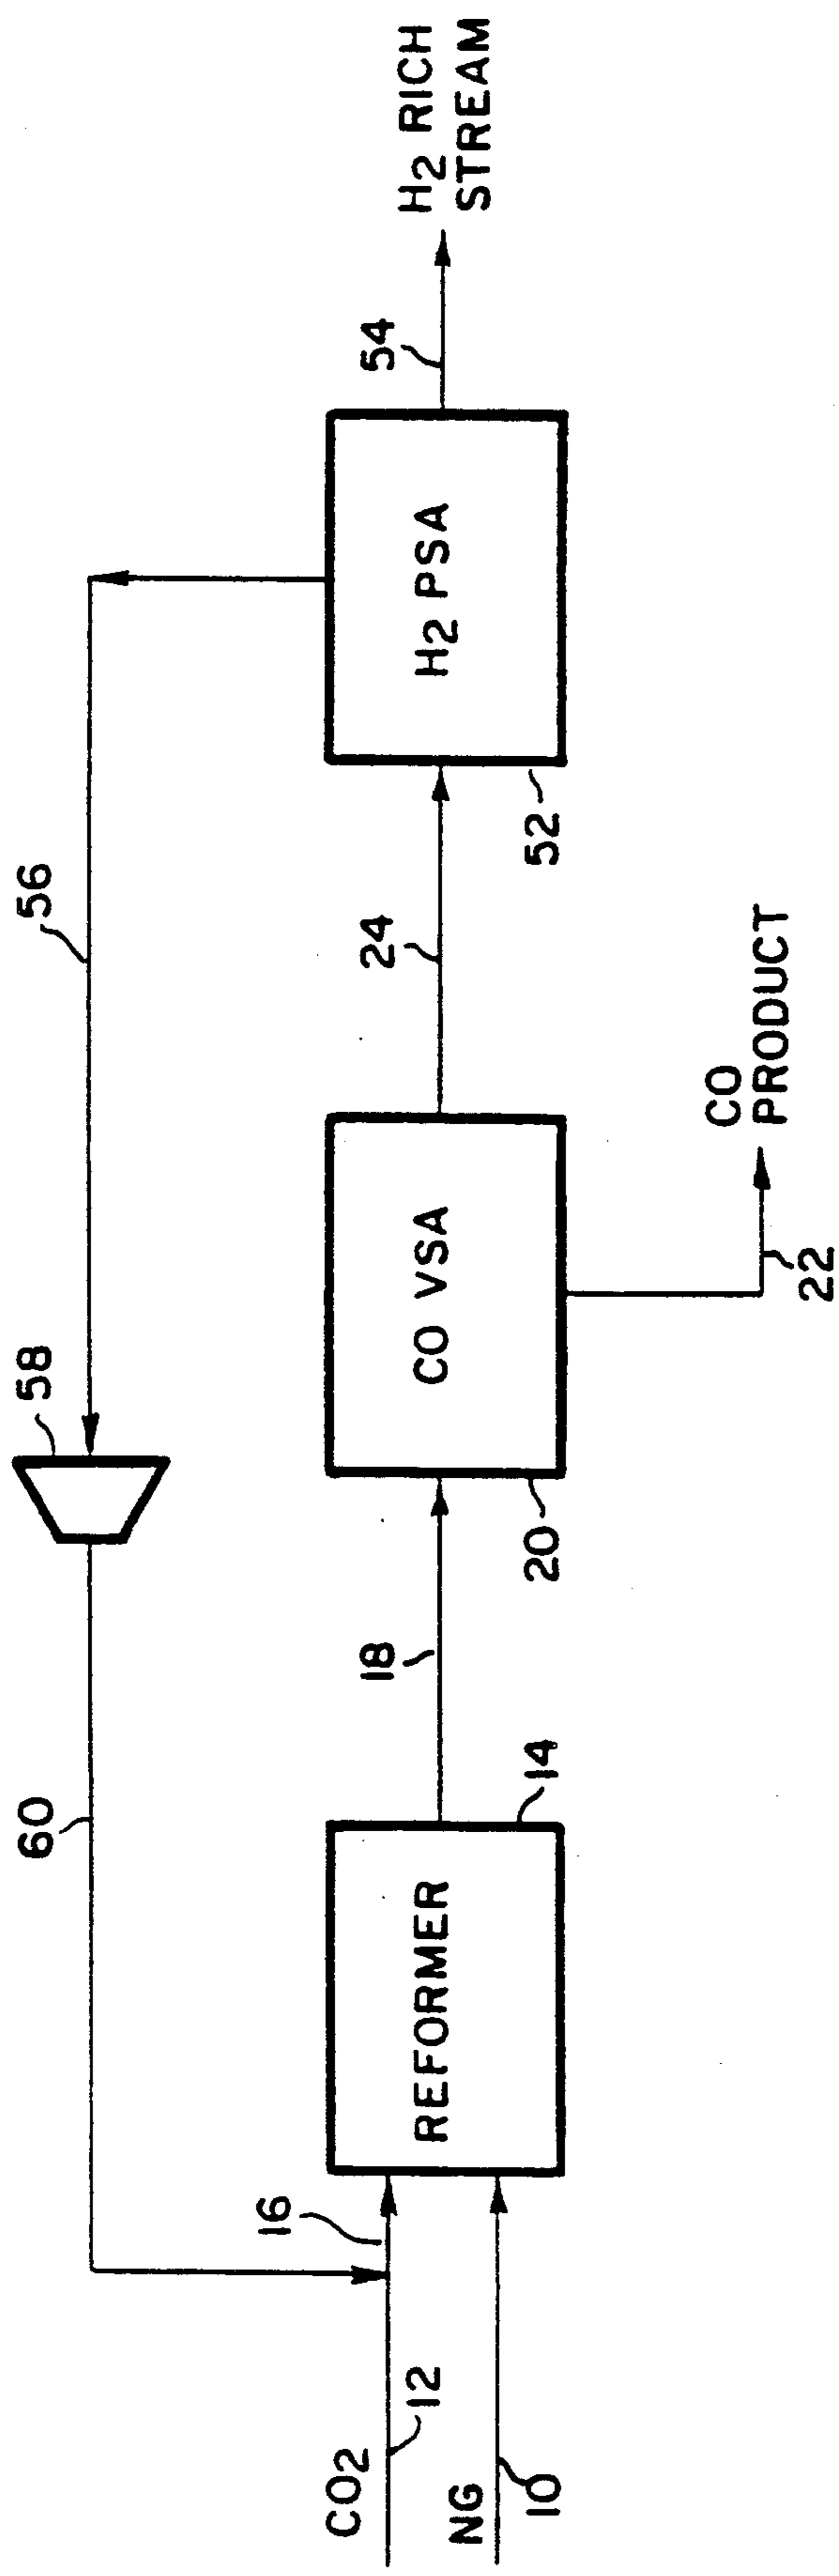 60
58
56
CO2
12
16
NG
10
REFORMER
14
18
CO VSA
20
24
H2 PSA
52
54
H2 RICH
STREAM
22
CO
PRODUCT